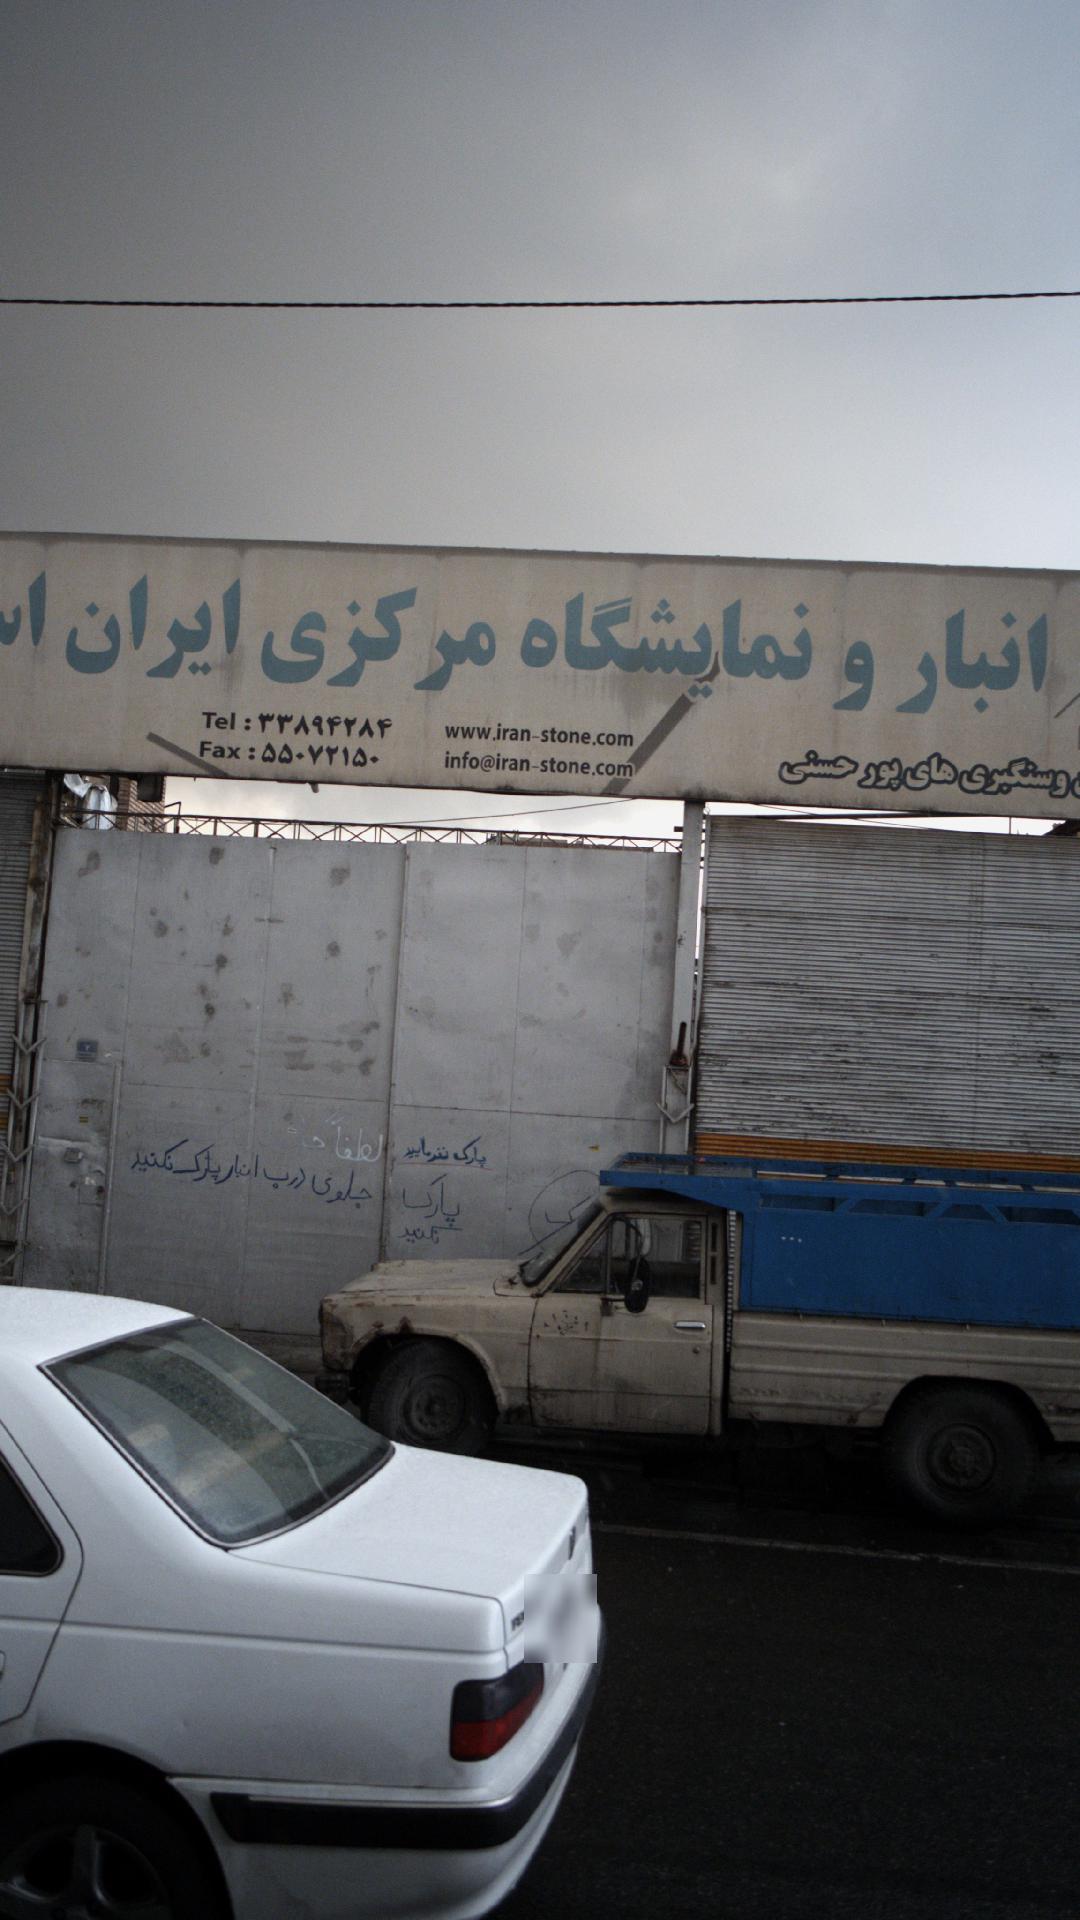 انبار و نمایشگاه مرکزی ایران
Tel : ۳۳۸۹۴۲۸۴
Fax : ۵۵۰۷۲۱۵۰
www.iran-stone.com
info@iran-stone.com
وسنگبری های پور حسنی
لطفاً
جلوی درب انبار پارک نکنید
پارک نفرمایید
پارک
نکنید